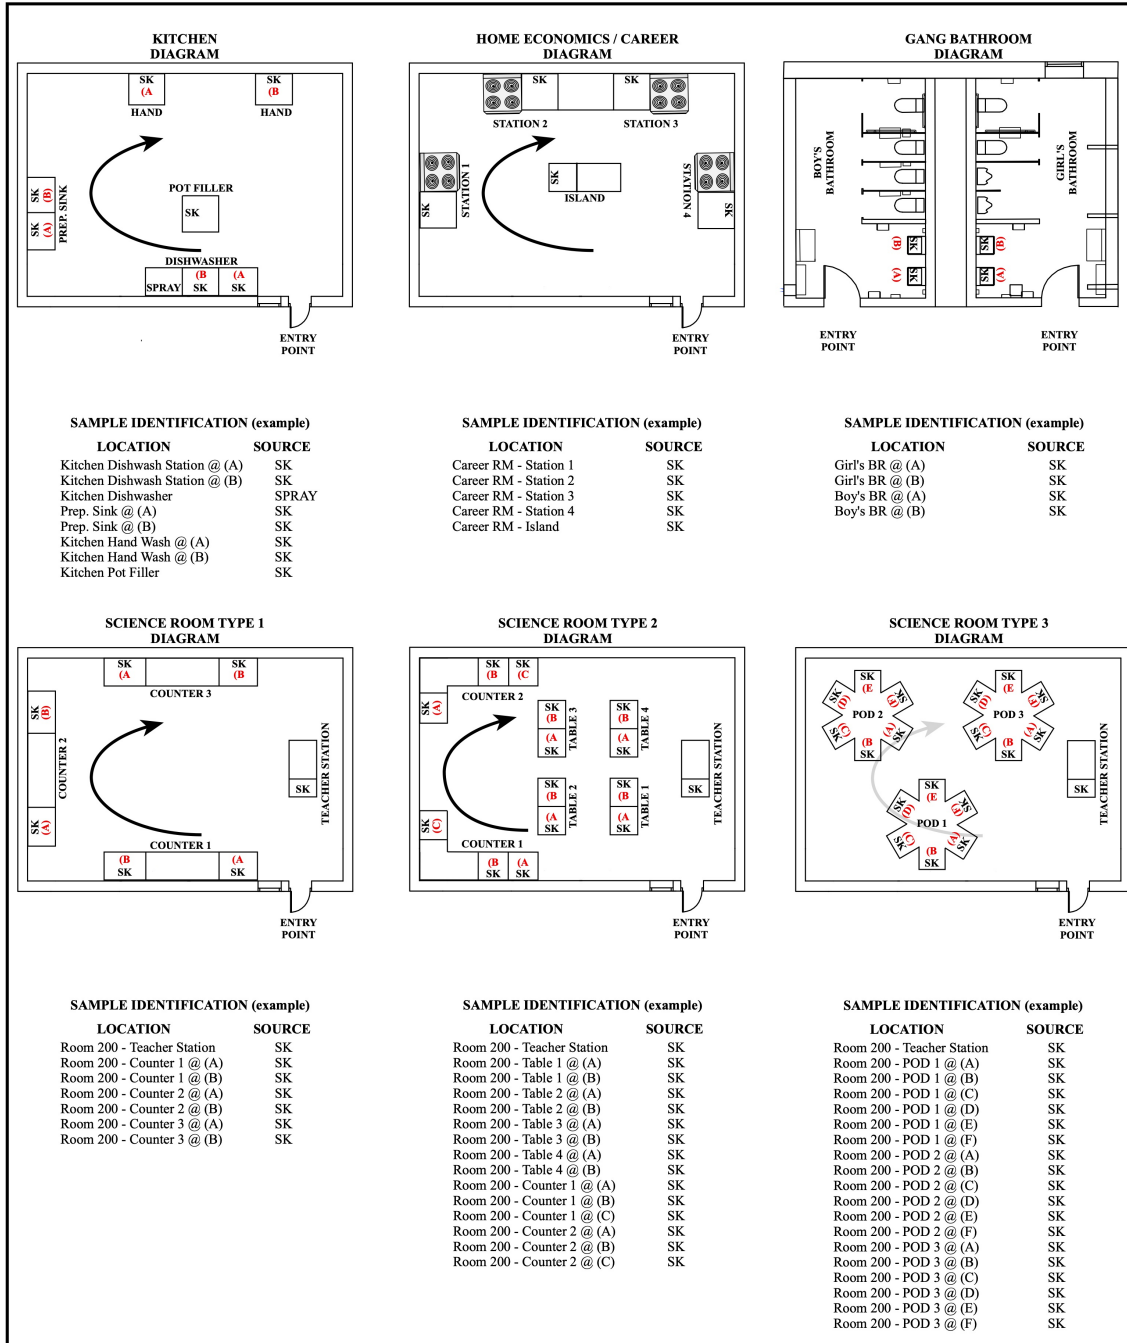 KITCHEN
DIAGRAM
SK
(A
HAND
SK
(B
HAND
SK
(B)
SK
(A)
PREP. SINK
POT FILLER
SK
DISHWASHER
SPRAY
(B
SK
(A
SK
ENTRY
POINT
SAMPLE IDENTIFICATION (example)
LOCATION SOURCE
Kitchen Dishwash Station @ (A) SK
Kitchen Dishwash Station @ (B) SK
Kitchen Dishwasher SPRAY
Prep. Sink @ (A) SK
Prep. Sink @ (B) SK
Kitchen Hand Wash @ (A) SK
Kitchen Hand Wash @ (B) SK
Kitchen Pot Filler SK
HOME ECONOMICS / CAREER
DIAGRAM
SK
STATION 2
SK
STATION 3
STATION 1
SK
SK
ISLAND
STATION 4
SK
ENTRY
POINT
SAMPLE IDENTIFICATION (example)
LOCATION SOURCE
Career RM - Station 1 SK
Career RM - Station 2 SK
Career RM - Station 3 SK
Career RM - Station 4 SK
Career RM - Island SK
GANG BATHROOM
DIAGRAM
BOY'S
BATHROOM
GIRL'S
BATHROOM
(B)
SK
SK
(B)
(A)
SK
SK
(A)
ENTRY
POINT
ENTRY
POINT
SAMPLE IDENTIFICATION (example)
LOCATION SOURCE
Girl's BR @ (A) SK
Girl's BR @ (B) SK
Boy's BR @ (A) SK
Boy's BR @ (B) SK
SCIENCE ROOM TYPE 1
DIAGRAM
SK
(A
SK
(B
COUNTER 3
SK
(B)
COUNTER 2
SK
(A)
TEACHER STATION
SK
COUNTER 1
(B
SK
(A
SK
ENTRY
POINT
SAMPLE IDENTIFICATION (example)
LOCATION SOURCE
Room 200 - Teacher Station SK
Room 200 - Counter 1 @ (A) SK
Room 200 - Counter 1 @ (B) SK
Room 200 - Counter 2 @ (A) SK
Room 200 - Counter 2 @ (B) SK
Room 200 - Counter 3 @ (A) SK
Room 200 - Counter 3 @ (B) SK
SCIENCE ROOM TYPE 2
DIAGRAM
SK
(B
SK
(C
COUNTER 2
SK
(A)
SK
(B
(A
SK
TABLE 3
SK
(B
(A
SK
TABLE 4
SK
(B
(A
SK
TABLE 2
SK
(B
(A
SK
TABLE 1
TEACHER STATION
SK
SK
(C)
COUNTER 1
(B
SK
(A
SK
ENTRY
POINT
SAMPLE IDENTIFICATION (example)
LOCATION SOURCE
Room 200 - Teacher Station SK
Room 200 - Table 1 @ (A) SK
Room 200 - Table 1 @ (B) SK
Room 200 - Table 2 @ (A) SK
Room 200 - Table 2 @ (B) SK
Room 200 - Table 3 @ (A) SK
Room 200 - Table 3 @ (B) SK
Room 200 - Table 4 @ (A) SK
Room 200 - Table 4 @ (B) SK
Room 200 - Counter 1 @ (A) SK
Room 200 - Counter 1 @ (B) SK
Room 200 - Counter 1 @ (C) SK
Room 200 - Counter 2 @ (A) SK
Room 200 - Counter 2 @ (B) SK
Room 200 - Counter 2 @ (C) SK
SCIENCE ROOM TYPE 3
DIAGRAM
SK
(E
SK
(D)
SK
(F)
POD 2
SK
(C)
SK
(A)
(B
SK
SK
(E
SK
(D)
SK
(F)
POD 3
SK
(C)
SK
(A)
(B
SK
SK
(E
SK
(D)
SK
(F)
POD 1
SK
(C)
SK
(A)
(B
SK
TEACHER STATION
SK
ENTRY
POINT
SAMPLE IDENTIFICATION (example)
LOCATION SOURCE
Room 200 - Teacher Station SK
Room 200 - POD 1 @ (A) SK
Room 200 - POD 1 @ (B) SK
Room 200 - POD 1 @ (C) SK
Room 200 - POD 1 @ (D) SK
Room 200 - POD 1 @ (E) SK
Room 200 - POD 1 @ (F) SK
Room 200 - POD 2 @ (A) SK
Room 200 - POD 2 @ (B) SK
Room 200 - POD 2 @ (C) SK
Room 200 - POD 2 @ (D) SK
Room 200 - POD 2 @ (E) SK
Room 200 - POD 2 @ (F) SK
Room 200 - POD 3 @ (A) SK
Room 200 - POD 3 @ (B) SK
Room 200 - POD 3 @ (C) SK
Room 200 - POD 3 @ (D) SK
Room 200 - POD 3 @ (E) SK
Room 200 - POD 3 @ (F) SK